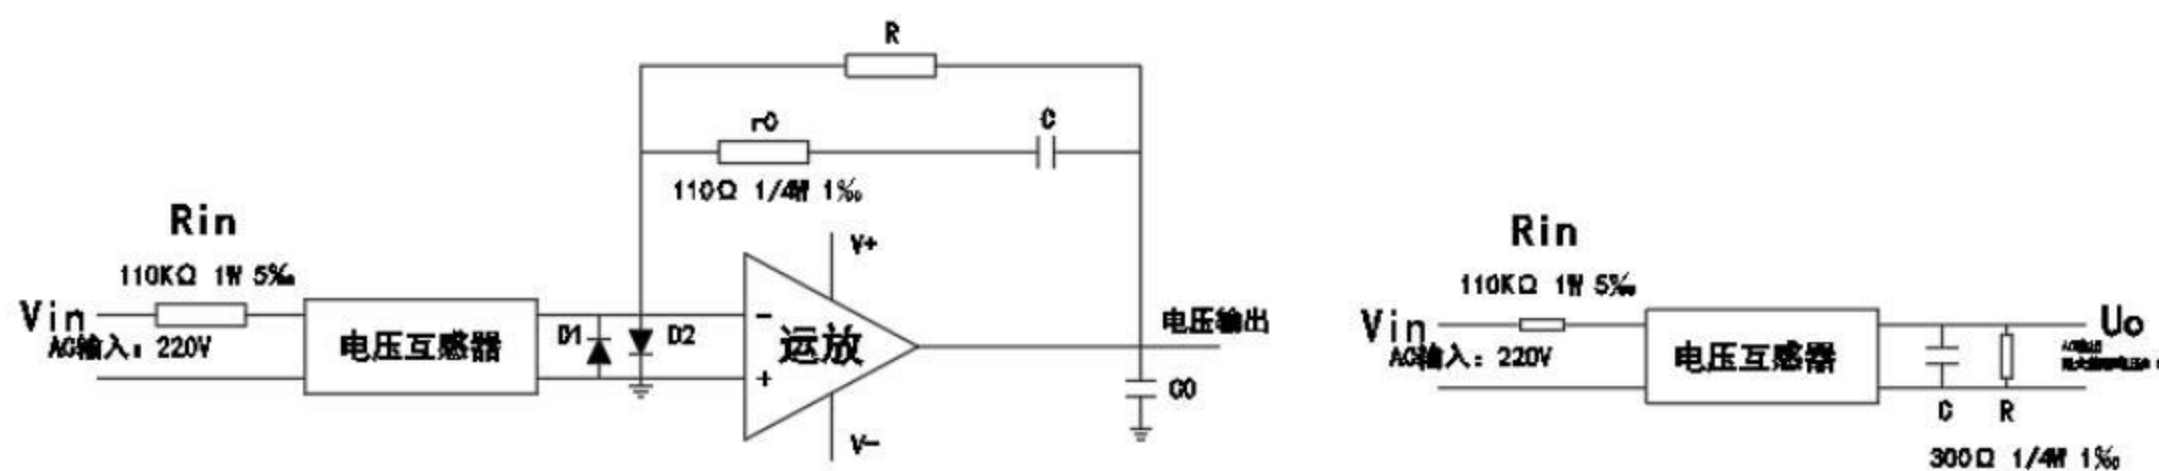 R
r0
C
110Ω 1/4W 1‰
Rin
110KΩ 1W 5‰
Vin
AC输入：220V
电压互感器
D1
D2
V+
−
运放
+
V−
电压输出
C0
Rin
110KΩ 1W 5‰
Vin
AC输入：220V
电压互感器
Uo
C
R
300Ω 1/4W 1‰